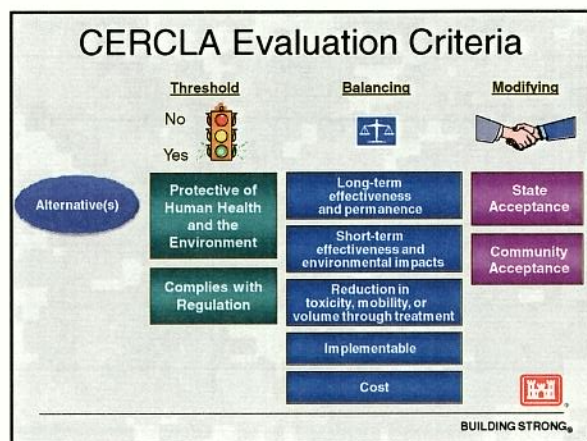 CERCLA Evaluation Criteria
Threshold
No
Yes
Balancing
Modifying
Alternative(s)
Protective of
Human Health
and the
Environment
Complies with
Regulation
Long-term
effectiveness
and permanence
Short-term
effectiveness and
environmental impacts
Reduction in
toxicity, mobility, or
volume through treatment
Implementable
Cost
State
Acceptance
Community
Acceptance
®
BUILDING STRONG®